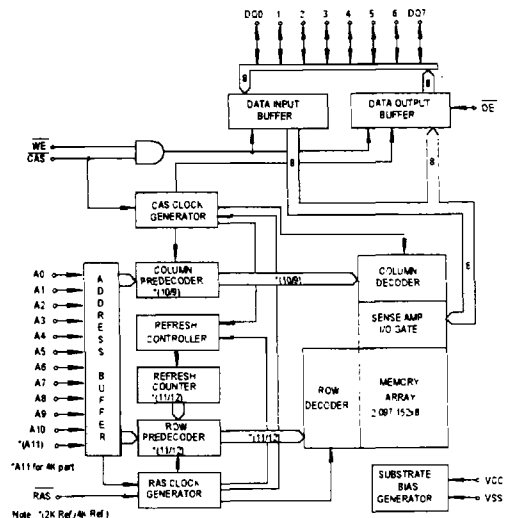 DQ0 1 2 3 4 5 6 DQ7
8
8
DATA INPUT
BUFFER
DATA OUTPUT
BUFFER
OE
WE
CAS
8
8
CAS CLOCK
GENERATOR
A0
A1
A2
A3
A4
A5
A6
A7
A8
A9
A10
*(A11)
ADDRESS BUFFER
COLUMN
PREDECODER
*(10/9)
*(10/9)
COLUMN
DECODER
SENSE AMP
I/O GATE
REFRESH
CONTROLLER
REFRESH
COUNTER
*(11/12)
ROW
PREDECODER
*(11/12)
*(11/12)
ROW
DECODER
MEMORY
ARRAY
2,097,152x8
*A11 for 4K part
RAS
RAS CLOCK
GENERATOR
SUBSTRATE
BIAS
GENERATOR
VCC
VSS
Note *(2K Ref/4K Ref)